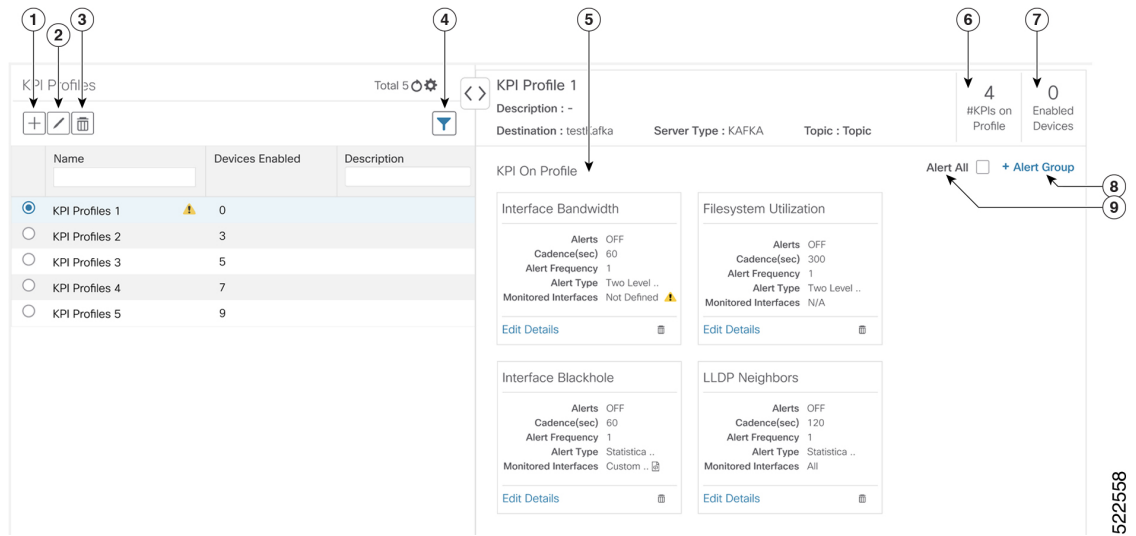 1 2 3 4 5 6 7
KPI Profiles Total 5
Name Devices Enabled Description
KPI Profiles 1 0
KPI Profiles 2 3
KPI Profiles 3 5
KPI Profiles 4 7
KPI Profiles 5 9
KPI Profile 1
Description : -
Destination : testKafka Server Type : KAFKA Topic : Topic
4
#KPIs on
Profile
0
Enabled
Devices
KPI On Profile
Alert All + Alert Group
8
9
Interface Bandwidth
Alerts OFF
Cadence(sec) 60
Alert Frequency 1
Alert Type Two Level ..
Monitored Interfaces Not Defined
Edit Details
Filesystem Utilization
Alerts OFF
Cadence(sec) 300
Alert Frequency 1
Alert Type Two Level ..
Monitored Interfaces N/A
Edit Details
Interface Blackhole
Alerts OFF
Cadence(sec) 60
Alert Frequency 1
Alert Type Statistica ..
Monitored Interfaces Custom ..
Edit Details
LLDP Neighbors
Alerts OFF
Cadence(sec) 120
Alert Frequency 1
Alert Type Statistica ..
Monitored Interfaces All
Edit Details
522558